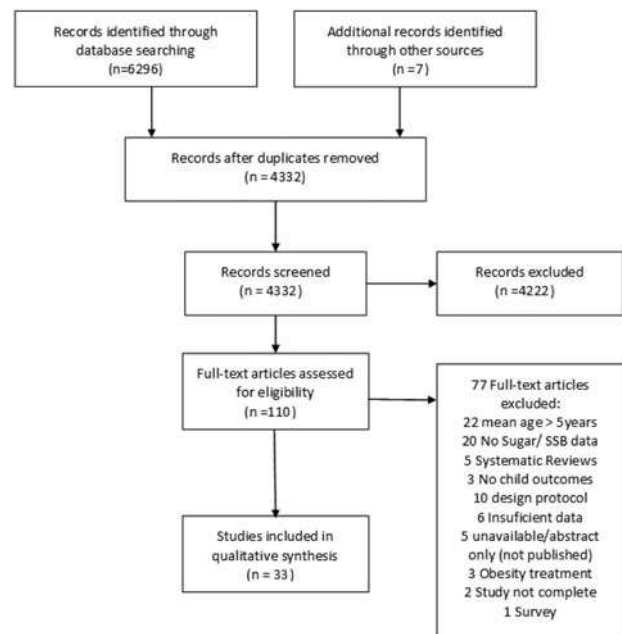 Records identified through
database searching
(n=6296)
Additional records identified
through other sources
(n =7)
Records after duplicates removed
(n = 4332)
Records screened
(n = 4332)
Records excluded
(n =4222)
Full-text articles assessed
for eligibility
(n =110)
77 Full-text articles
excluded:
22 mean age > 5years
20 No Sugar/ SSB data
5 Systematic Reviews
3 No child outcomes
10 design protocol
6 Insuficient data
5 unavailable/abstract
only (not published)
3 Obesity treatment
2 Study not complete
1 Survey
Studies included in
qualitative synthesis
(n = 33)